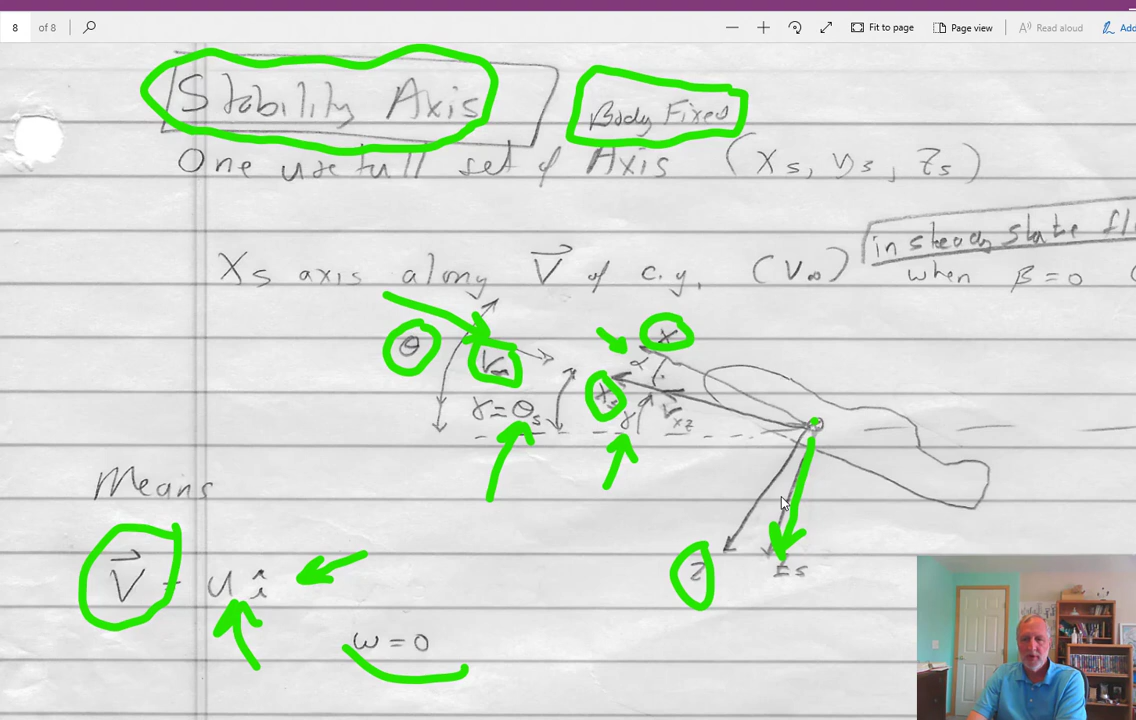 8 of 8 Fit to page Page view Read aloud
Stability Axis Body Fixed
One usefull set of Axis (Xs, ys, Zs)
in steady state
Xs axis along V of c.g. (V∞) when β = 0
θ V∞ X
α
γ = θs Xs γ Vxz
Means
V = u i Z Zs
w = 0